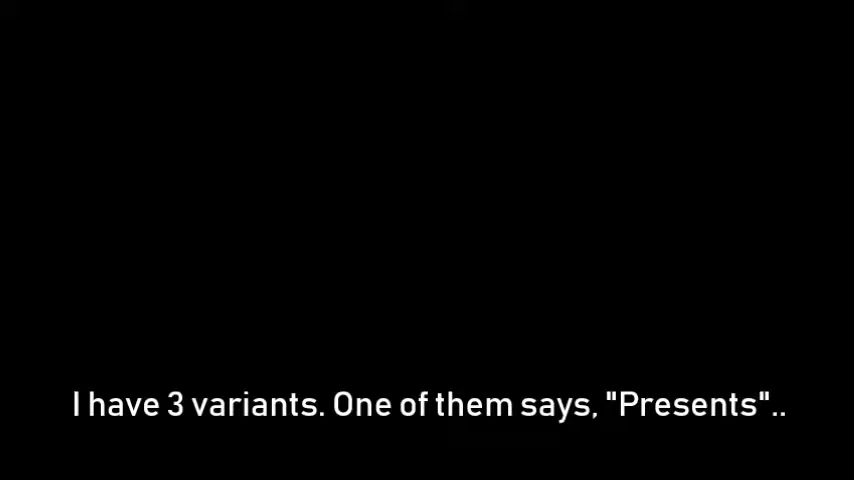 I have 3 variants. One of them says, "Presents"..